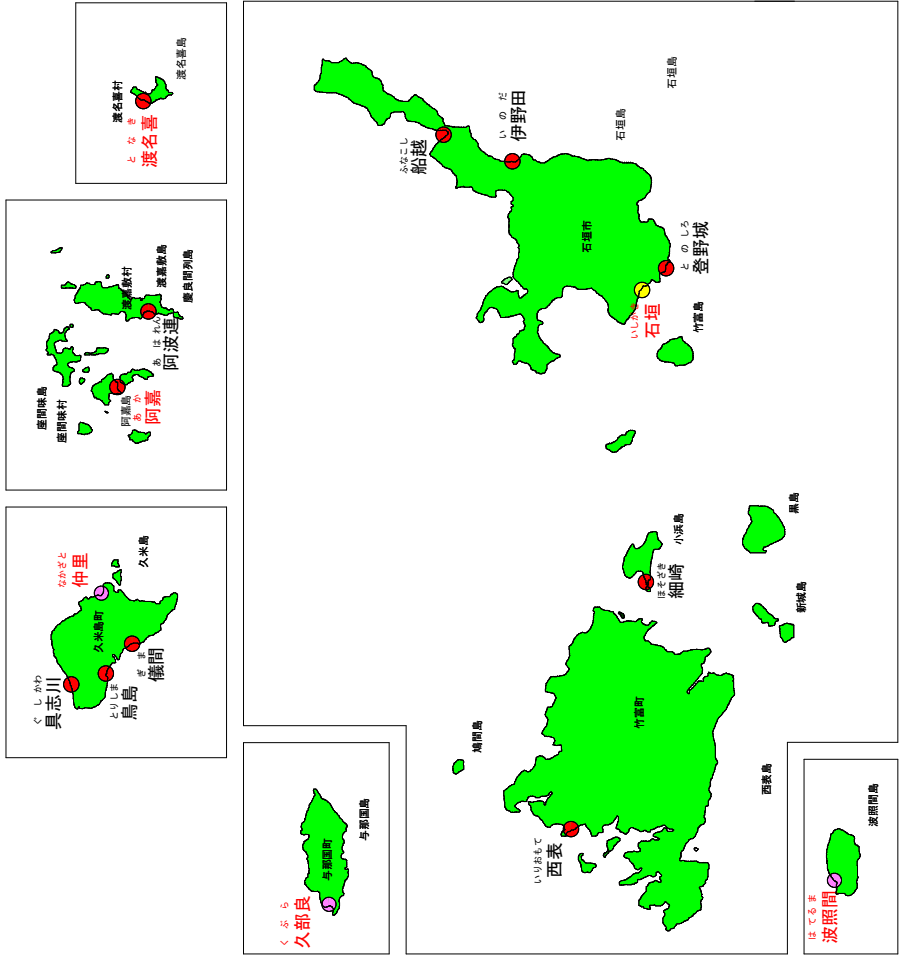 渡名喜村
渡名喜島
と な き
渡名喜
渡嘉敷村
渡嘉敷島
慶良間列島
あ は れん
阿波連
座間味島
座間味村
阿嘉島
あ か
阿嘉
なかざと
仲里
久米島
久米島町
ぎ ま
儀間
とりしま
鳥島
ぐ し かわ
具志川
ふなこし
船越
い の だ
伊野田
石垣島
石垣島
石垣市
と の しろ
登野城
いしがき
石垣
竹富島
小浜島
ほそざき
細崎
黒島
新城島
竹富町
鳩間島
いりおもて
西表
西表島
与那国町
与那国島
く ぶ ら
久部良
波照間島
は て る ま
波照間